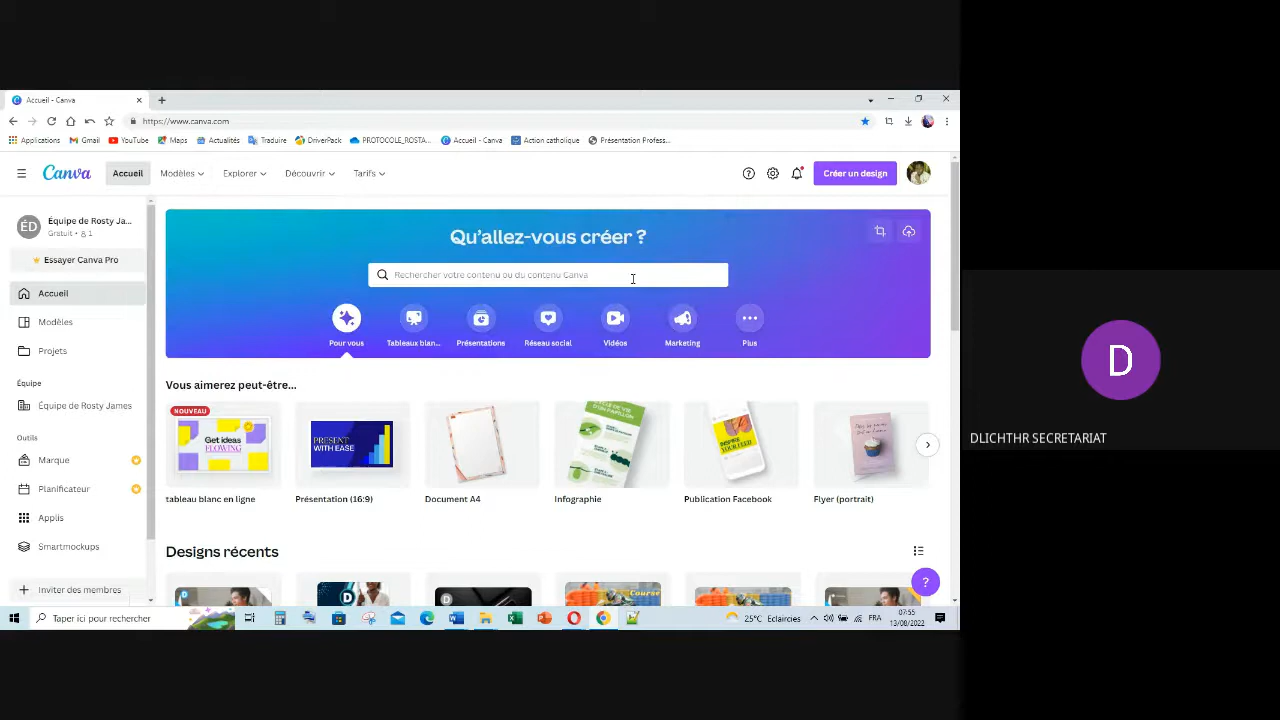 Accueil - Canva
https://www.canva.com
Applications Gmail YouTube Maps Actualités Traduire DriverPack PROTOCOLE_ROSTA... Accueil - Canva Action catholique Présentation Profess...
Canva Accueil Modèles Explorer Découvrir Tarifs Créer un design
ÉD
Équipe de Rosty Ja...
Gratuit • 1
Essayer Canva Pro
Accueil
Modèles
Projets
Équipe
Équipe de Rosty James
Outils
Marque
Planificateur
Applis
Smartmockups
Inviter des membres
Qu'allez-vous créer ?
Rechercher votre contenu ou du contenu Canva
Pour vous Tableaux blan... Présentations Réseau social Vidéos Marketing Plus
Vous aimerez peut-être...
NOUVEAU
Get ideas
FLOWING
PRESENT
WITH EASE
D'UN PAPILLON
tableau blanc en ligne Présentation (16:9) Document A4 Infographie Publication Facebook Flyer (portrait)
Designs récents
Course
?
Taper ici pour rechercher
25°C Eclaircies
FRA
07:55
13/08/2022
D
DLICHTHR SECRETARIAT